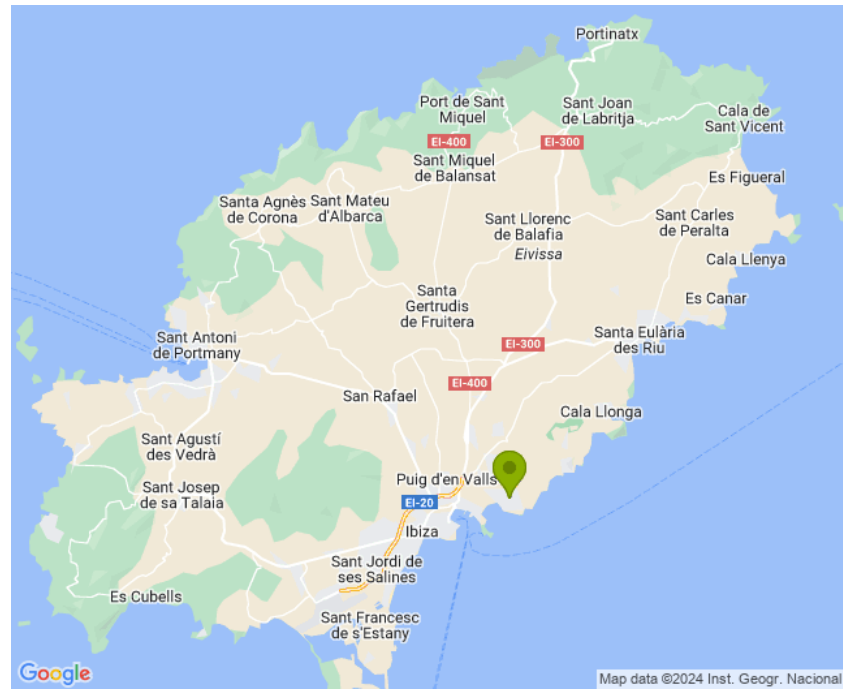 Portinatx
Port de Sant
Miquel
Sant Joan
de Labritja
Cala de
Sant Vicent
EI-400
EI-300
Sant Miquel
de Balansat
Es Figueral
Santa Agnès
de Corona
Sant Mateu
d'Albarca
Sant Llorenc
de Balafia
Sant Carles
de Peralta
Eivissa
Cala Llenya
Santa
Gertrudis
de Fruitera
Es Canar
Sant Antoni
de Portmany
Santa Eulària
des Riu
EI-300
EI-400
San Rafael
Cala Llonga
Sant Agustí
des Vedrà
Puig d'en Valls
Sant Josep
de sa Talaia
EI-20
Ibiza
Sant Jordi de
ses Salines
Es Cubells
Sant Francesc
de s'Estany
Google
Map data ©2024 Inst. Geogr. Nacional